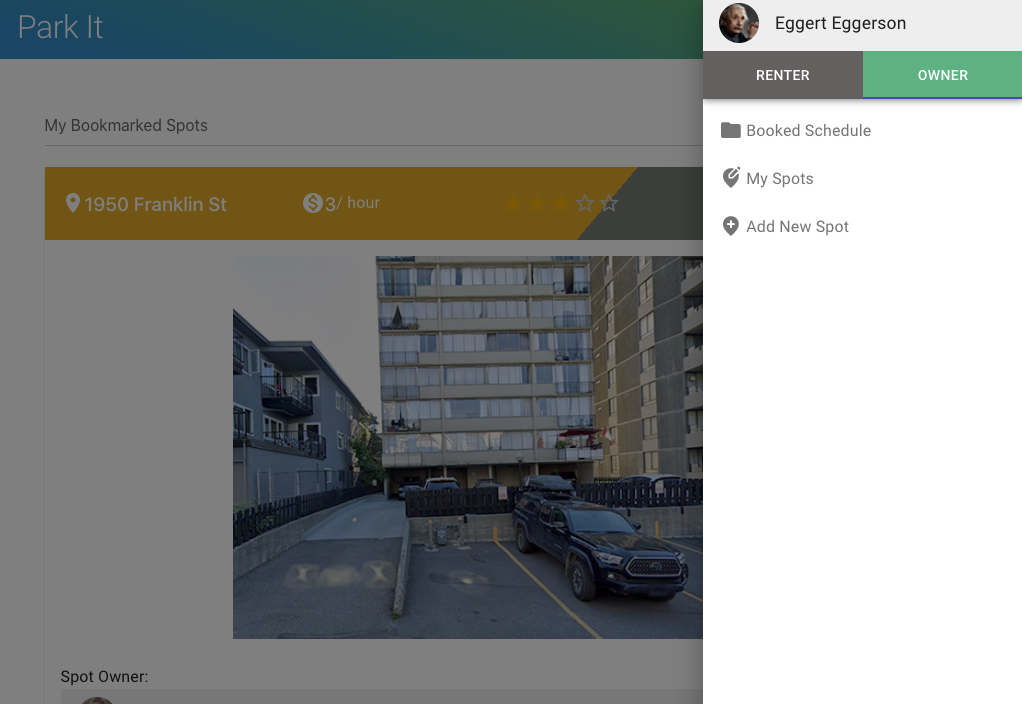 Park It
Eggert Eggerson
RENTER OWNER
My Bookmarked Spots
Booked Schedule
My Spots
Add New Spot
1950 Franklin St
$3/ hour
Spot Owner: